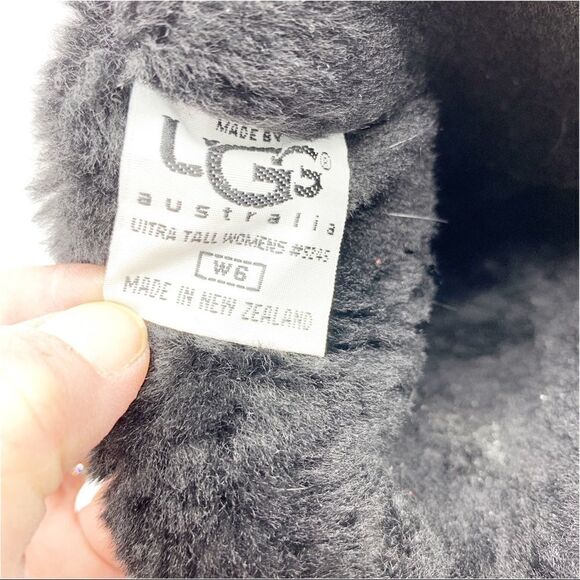 MADE BY
UGG®
australia
UltRA TALL WOMENS #5245
W6
MADE IN NEW ZEALAND